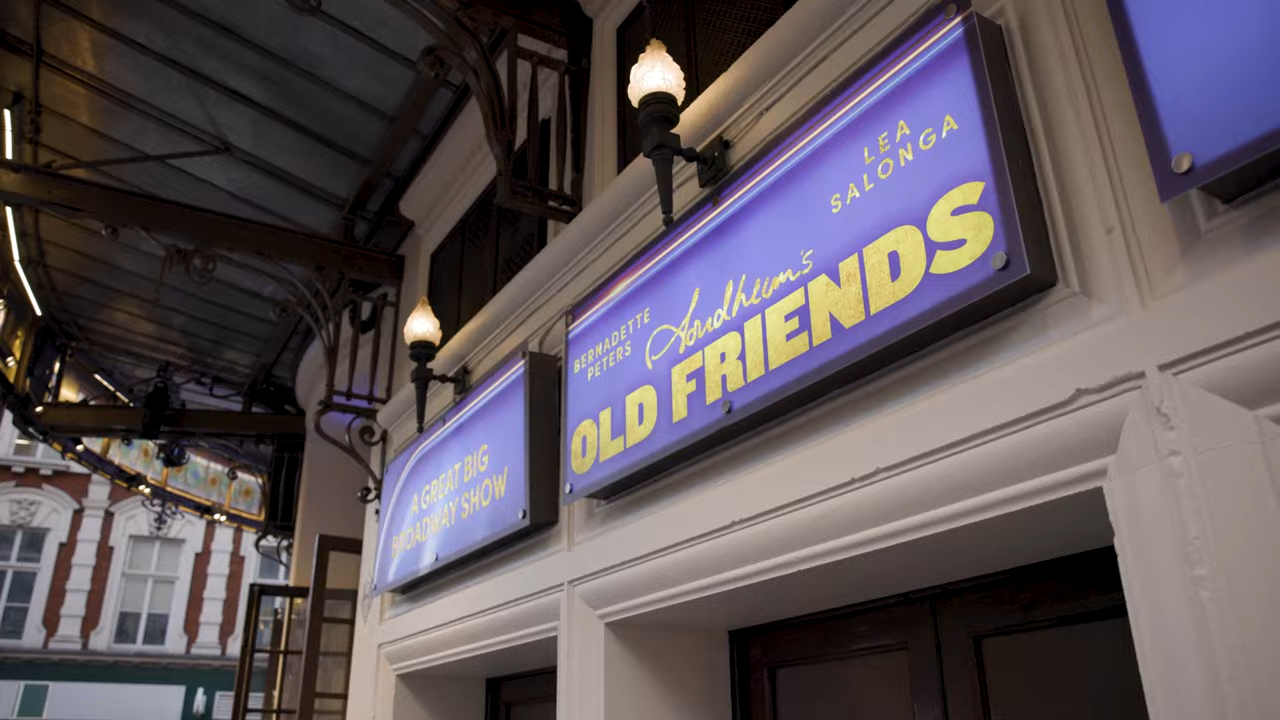 A GREAT BIG
BROADWAY SHOW
BERNADETTE
PETERS
Sondheim's
OLD FRIENDS
LEA
SALONGA